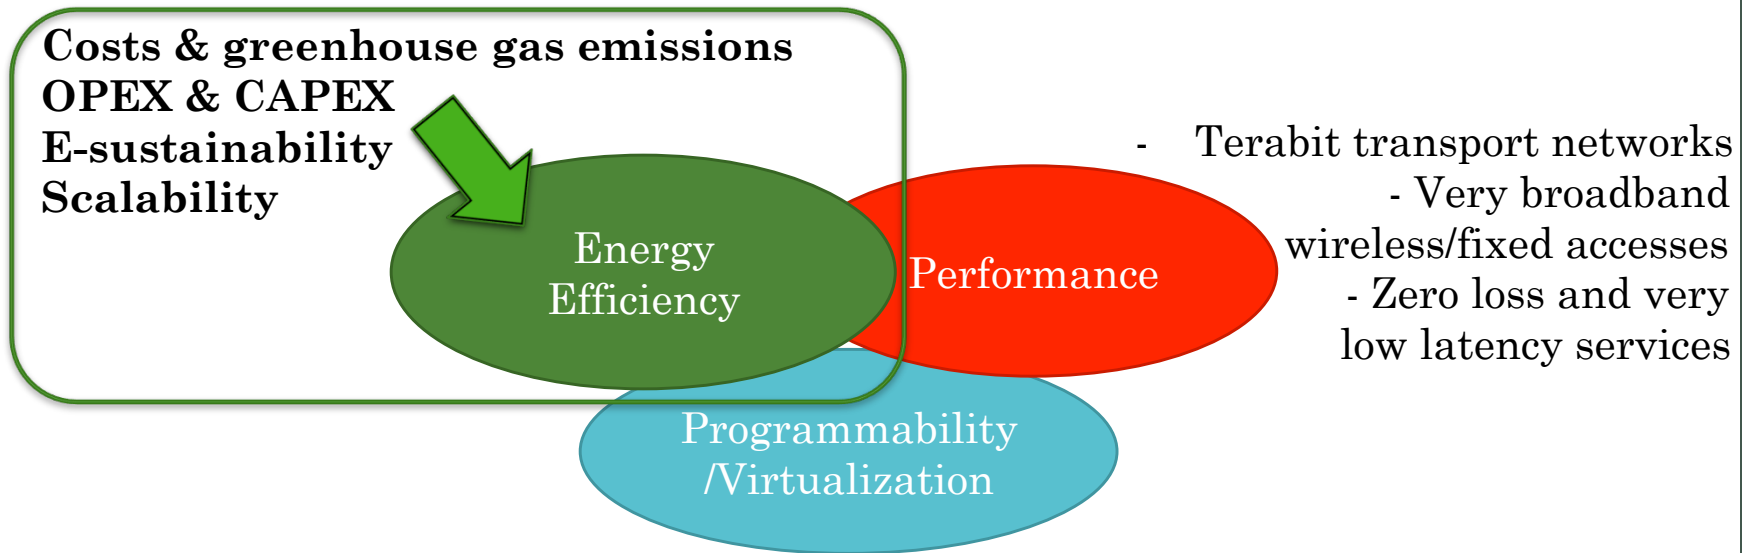 Costs & greenhouse gas emissions
OPEX & CAPEX
E-sustainability
Scalability
Energy
Efficiency
Performance
- Terabit transport networks
- Very broadband
wireless/fixed accesses
- Zero loss and very
low latency services
Programmability
/Virtualization